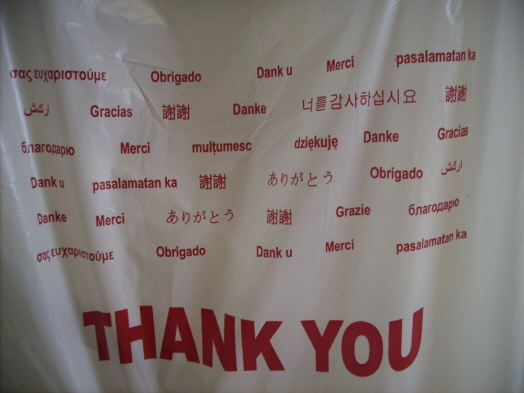 σας ευχαριστούμε Obrigado Dank u Merci pasalamatan ka
Gracias 謝謝 Danke 너를 감사하십시요 謝謝
благодарю Merci mulţumesc dziękuję Danke Gracias
Dank u pasalamatan ka 謝謝 ありがとう Obrigado
Danke Merci ありがとう 謝謝 Grazie благодарю
σας ευχαριστούμε Obrigado Dank u Merci pasalamatan ka
THANK YOU